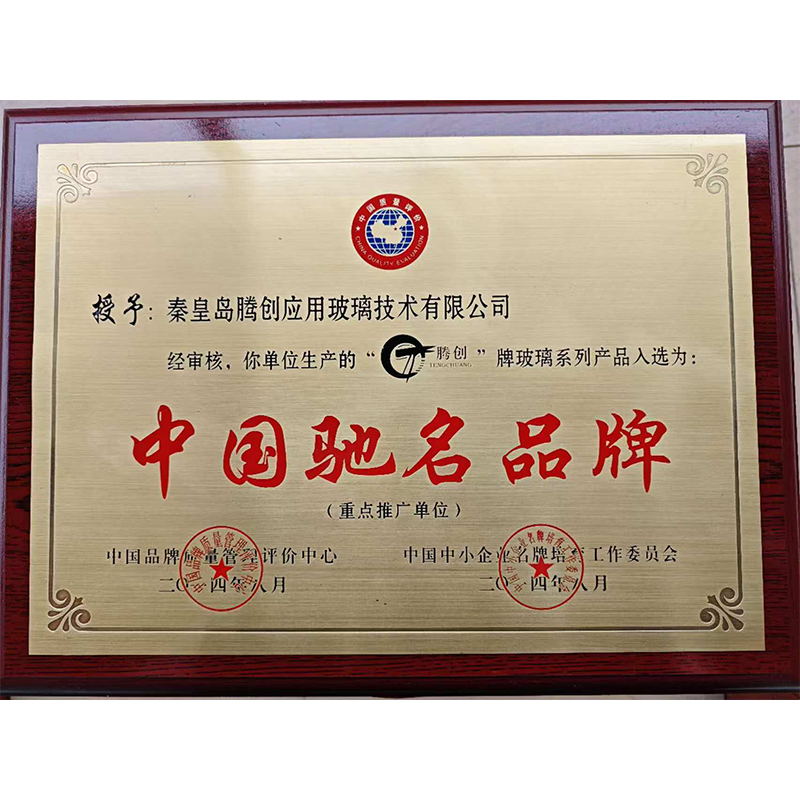 中国质量评价
CHINA QUALITY EVALUATION
授予：秦皇岛腾创应用玻璃技术有限公司
经审核，你单位生产的“腾创 TENGCHUANG”牌玻璃系列产品入选为：
中国驰名品牌
（重点推广单位）
中国品牌质量管理评价中心 中国中小企业名牌培育工作委员会
二〇一四年八月 二〇一四年八月